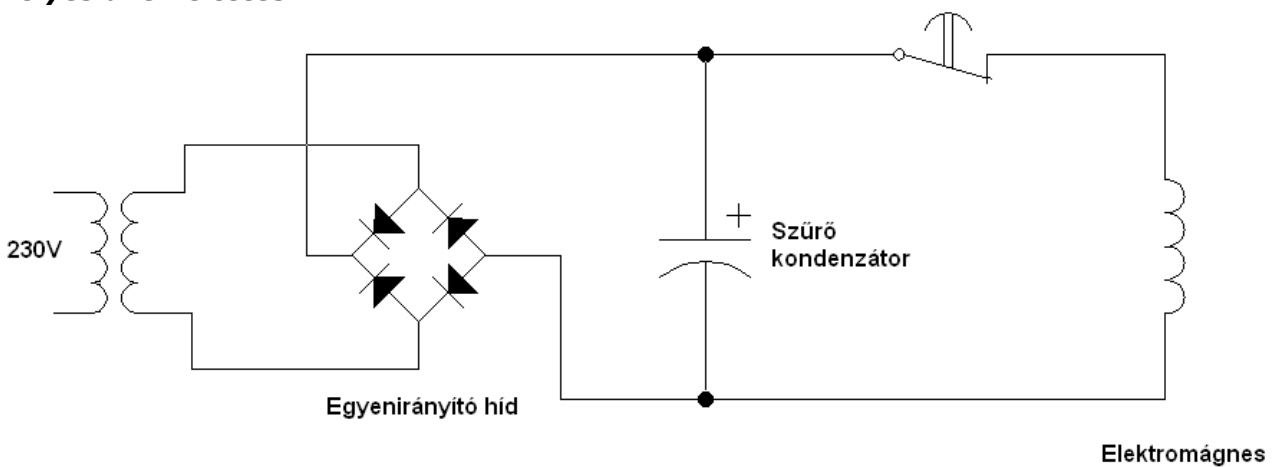 230V
+
Szűrő
kondenzátor
Egyenirányító híd
Elektromágnes